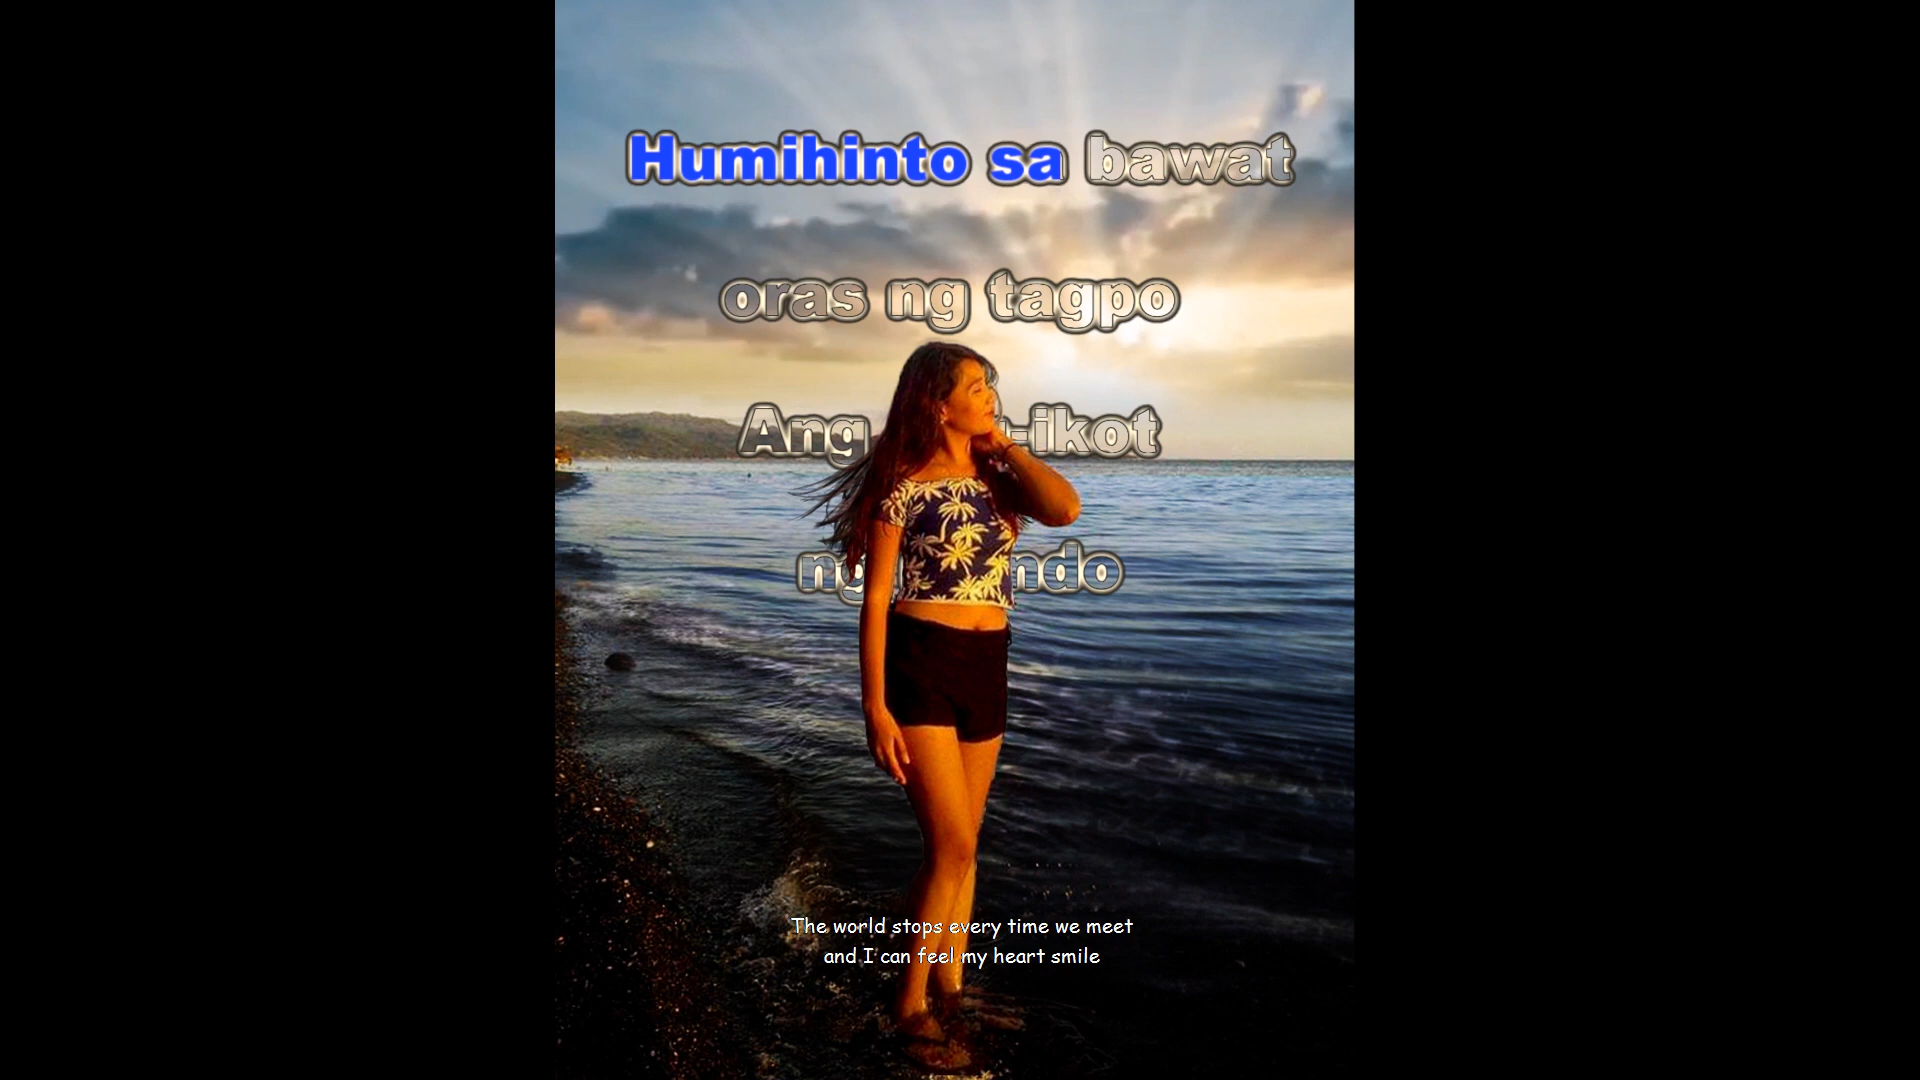 Humihinto sa bawat
oras ng tagpo
Ang -ikot
ng
The world stops every time we meet
and I can feel my heart smile